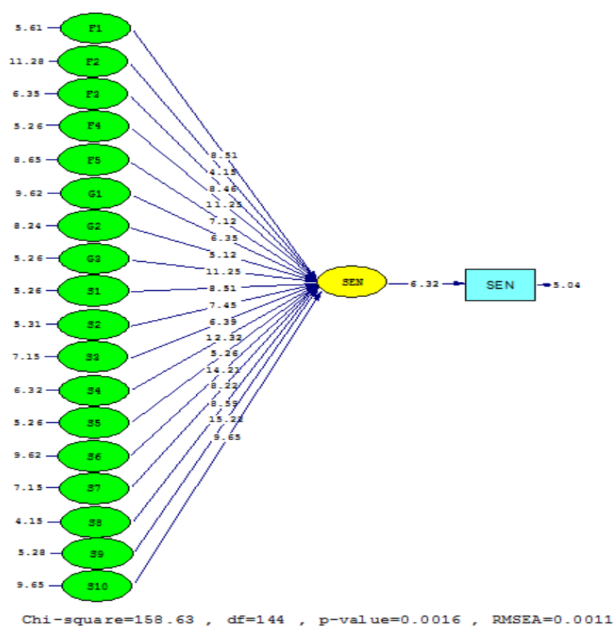 5.61 F1
11.28 F2
6.35 F3
5.26 F4
8.65 F5
9.62 G1
8.24 G2
5.26 G3
5.26 S1
5.31 S2
7.15 S3
6.32 S4
5.26 S5
9.62 S6
7.15 S7
4.15 S8
5.28 S9
9.65 S10
8.51
4.15
8.46
11.25
7.12
6.35
5.12
11.25
8.51
7.45
6.39
12.32
5.26
14.21
8.22
8.59
15.22
9.65
SEN 6.32 SEN 5.04
Chi-square=158.63 , df=144 , p-value=0.0016 , RMSEA=0.0011